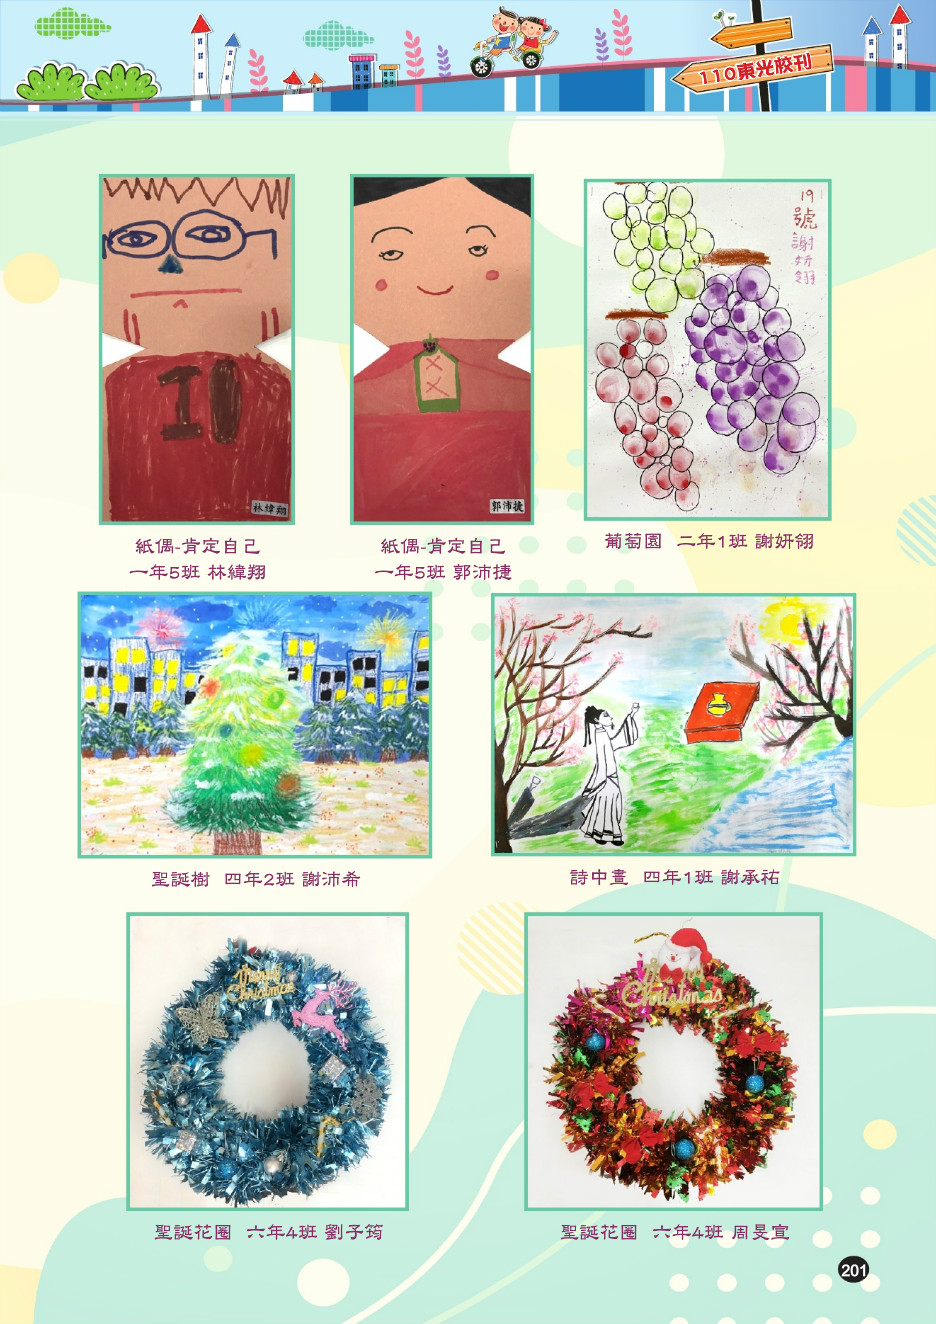 110東光校刊
10
林緯翔
郭沛捷
19
號
謝
妍
翎
紙偶-肯定自己
一年5班 林緯翔
紙偶-肯定自己
一年5班 郭沛捷
葡萄園 二年1班 謝妍翎
聖誕樹 四年2班 謝沛希
詩中畫 四年1班 謝承祐
Merry
Christmas
Merry
Christmas
聖誕花圈 六年4班 劉子筠
聖誕花圈 六年4班 周旻宣
201